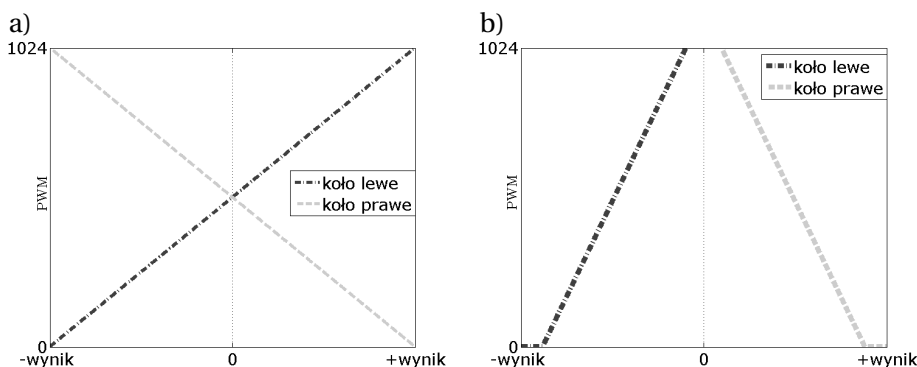 a)
1024
PWM
koło lewe
koło prawe
0
-wynik
0
+wynik
b)
1024
koło lewe
koło prawe
PWM
0
-wynik
0
+wynik